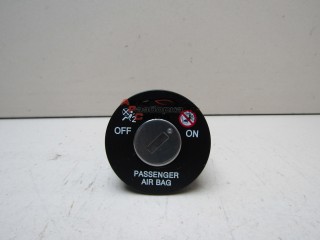 OFF ON
PASSENGER
AIR BAG